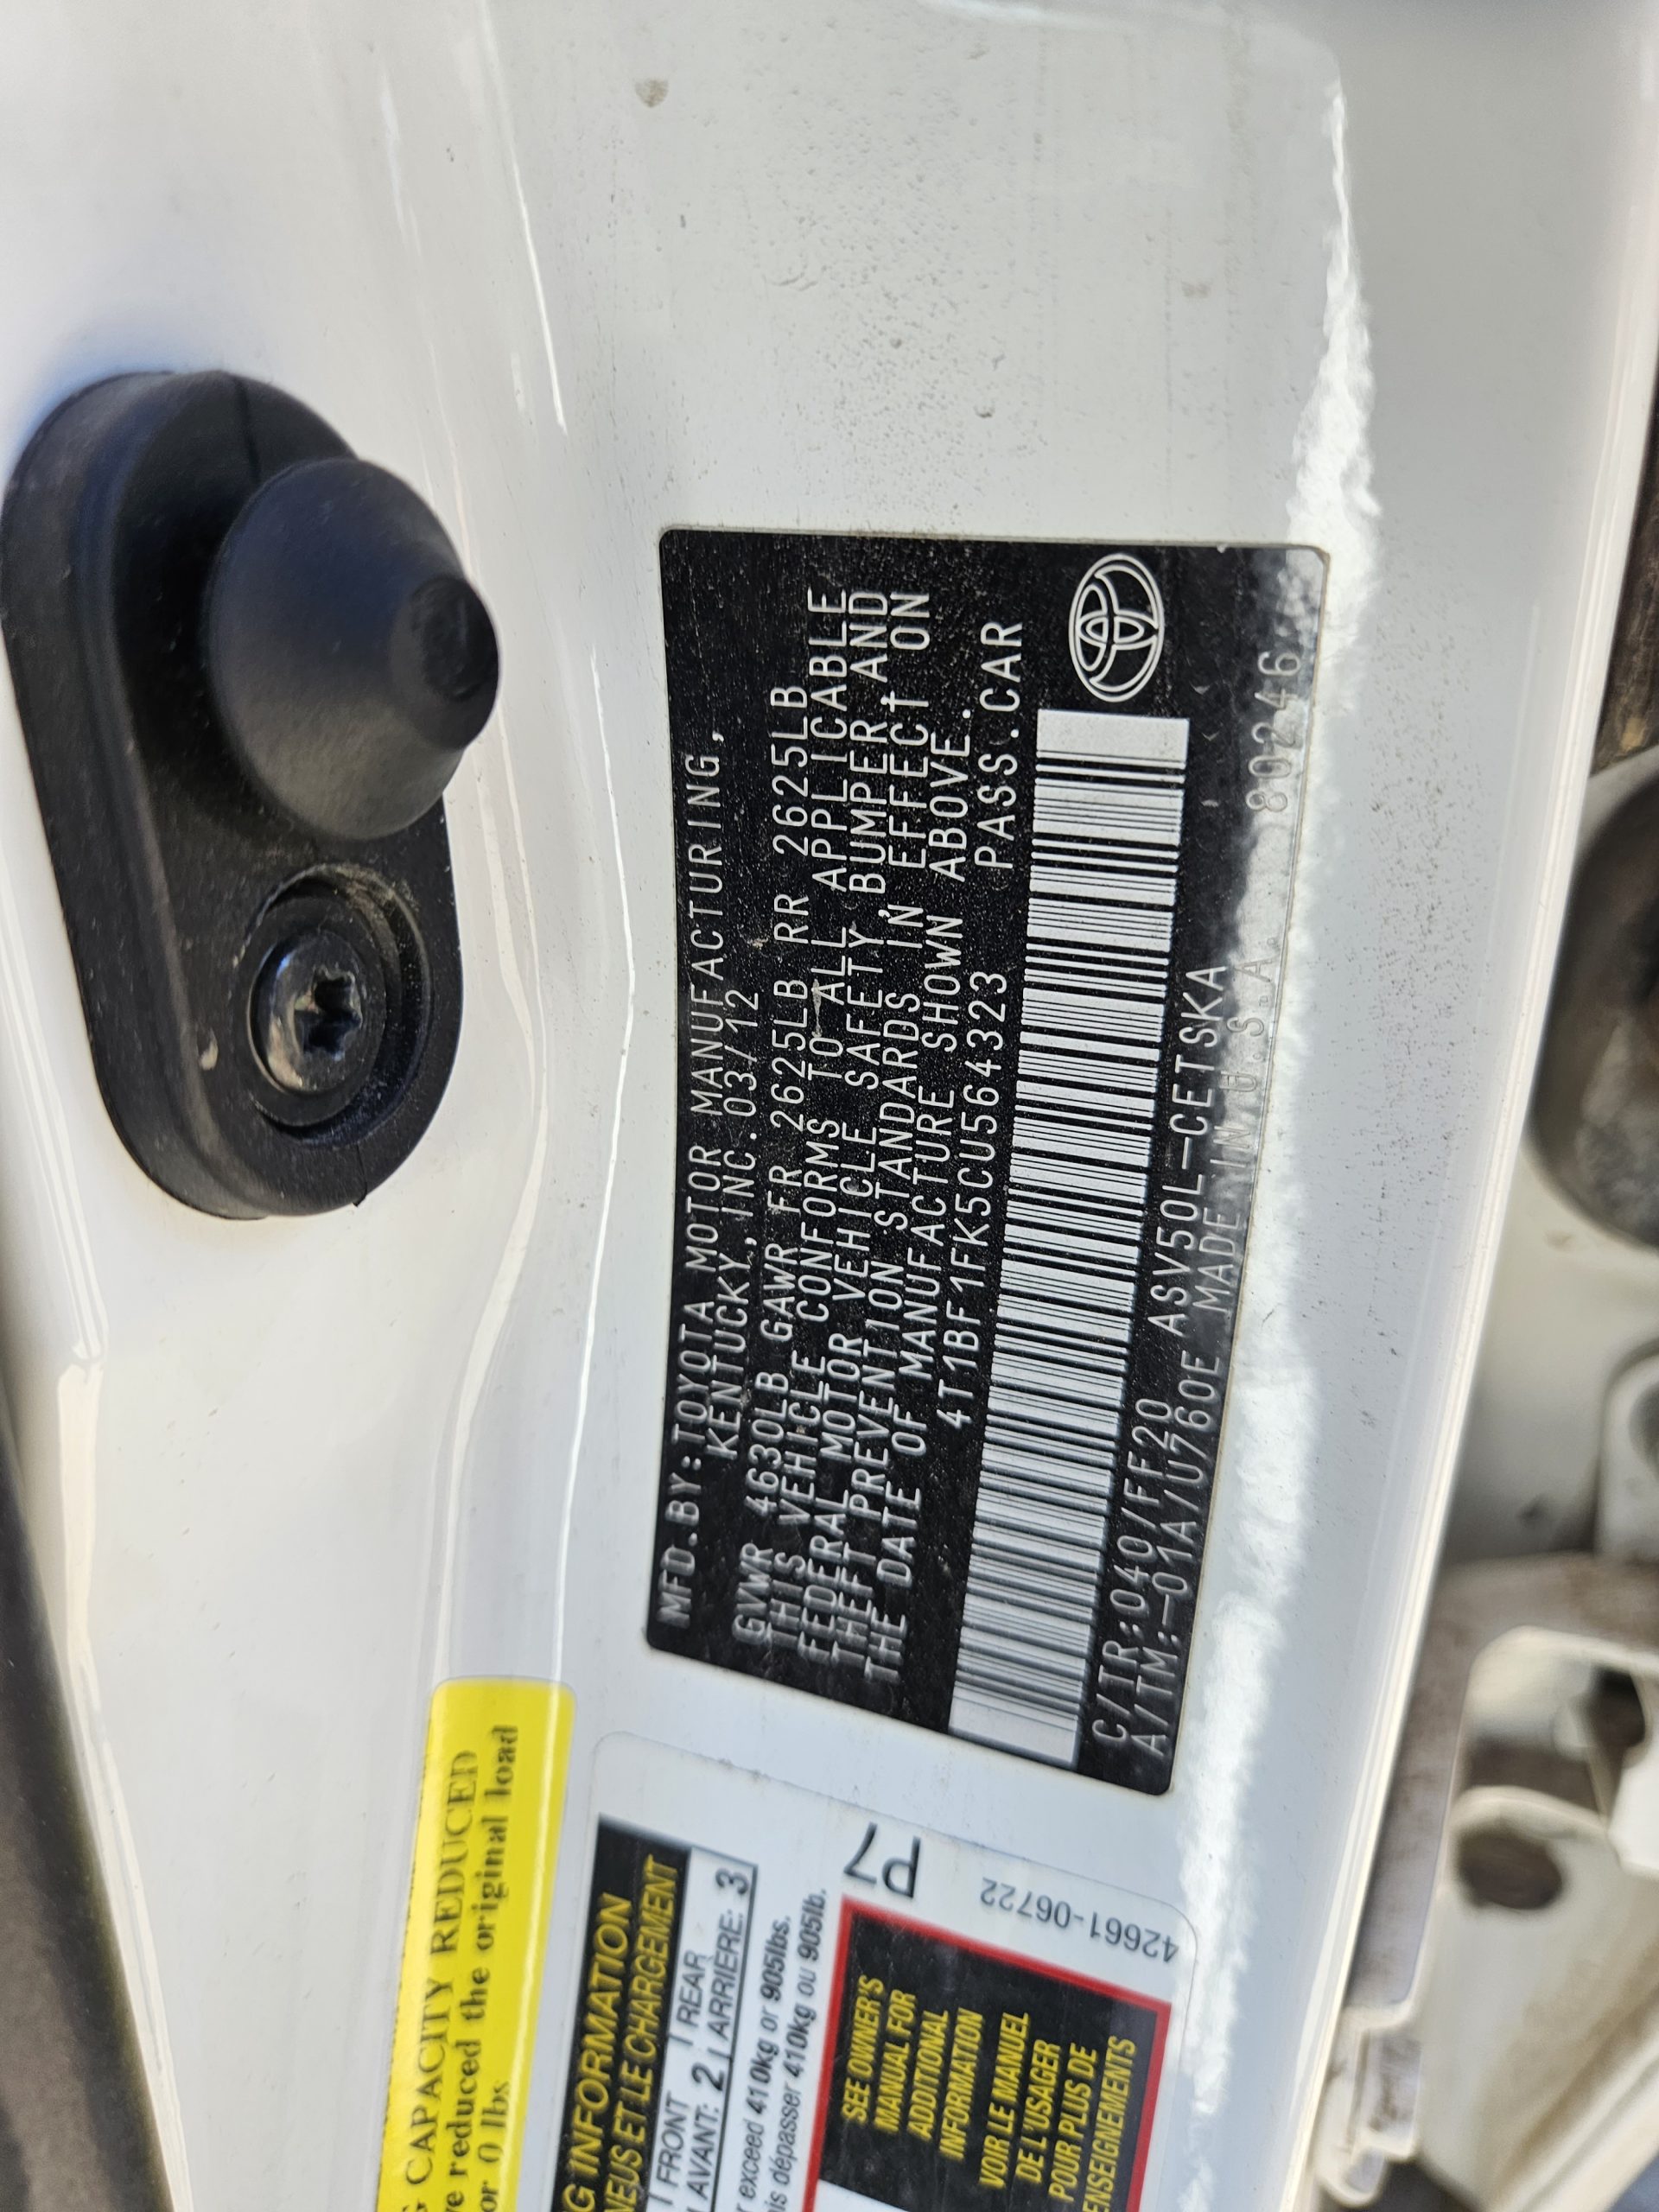 MFD.BY:TOYOTA MOTOR MANUFACTURING,
KENTUCKY,INC.03/12
GVWR 4630LB GAWR FR 2625LB RR 2625LB
THIS VEHICLE CONFORMS TO ALL APPLICABLE
FEDERAL MOTOR VEHICLE SAFETY,BUMPER AND
THEFT PREVENTION STANDARDS IN EFFECT ON
THE DATE OF MANUFACTURE SHOWN ABOVE.
4T1BF1FK5CU564323 PASS.CAR
C/TR:040/FF20 ASV50L-CETSKA
A/TM:-01A/U760E MADE IN U.S.A. 80246
CAPACITY REDUCED
reduced the original load
or 0 lbs
INFORMATION
ET LE CHARGEMENT
FRONT REAR
AVANT: 2 ARRIÈRE: 3
exceed 410kg or 905lbs.
dépasser 410kg ou 905lb.
P7
42661-06722
SEE OWNER'S
MANUAL FOR
ADDITIONAL
INFORMATION
VOIR LE MANUEL
DE L'USAGER
POUR PLUS DE